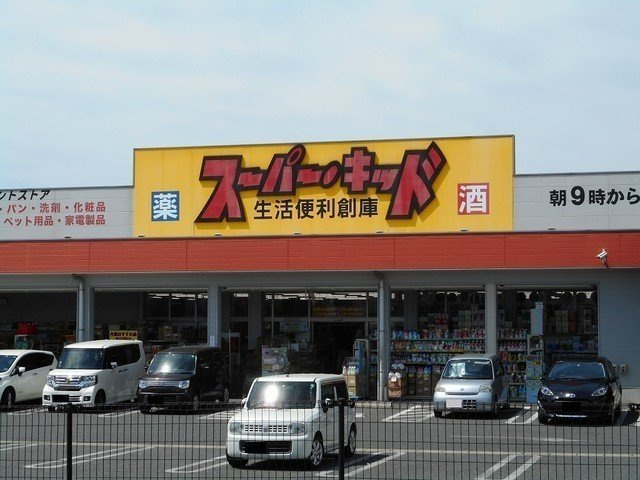 ントストア
・パン・洗剤・化粧品
ペット用品・家電製品
薬
スーパー・キッド
生活便利創庫
酒
朝9時から